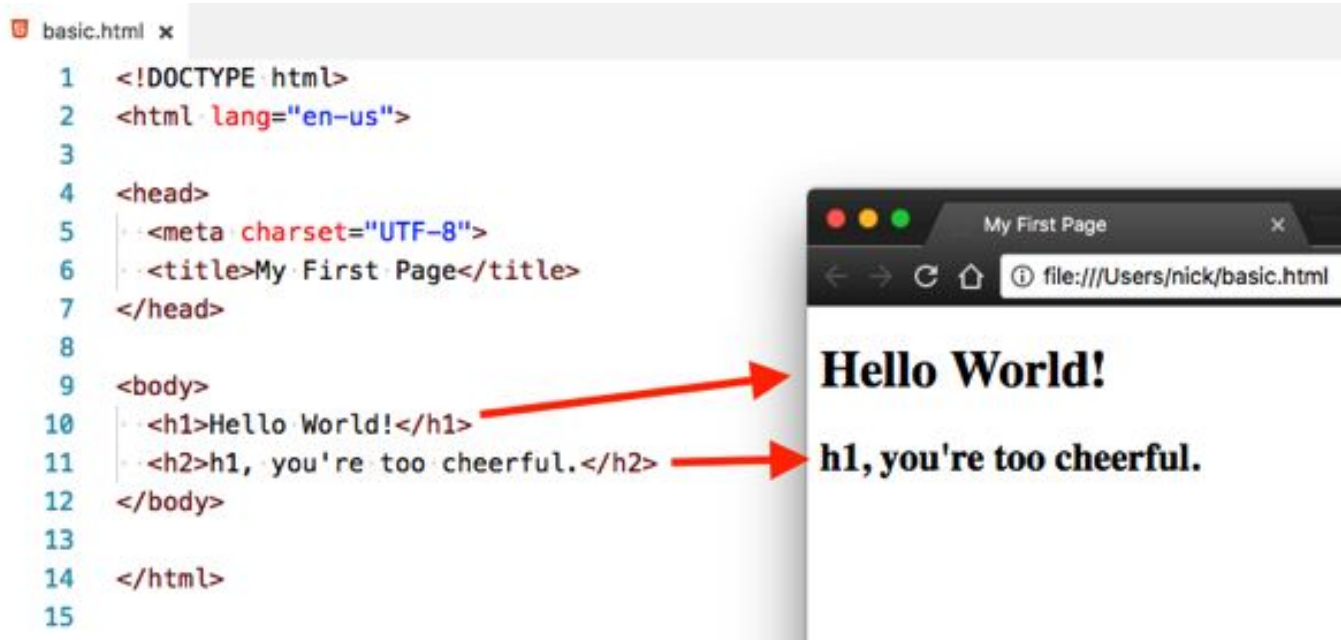 basic.html
1 <!DOCTYPE html>
2 <html lang="en-us">
3
4 <head>
5 <meta charset="UTF-8">
6 <title>My First Page</title>
7 </head>
8
9 <body>
10 <h1>Hello World!</h1>
11 <h2>h1, you're too cheerful.</h2>
12 </body>
13
14 </html>
15
My First Page
file:///Users/nick/basic.html
Hello World!
h1, you're too cheerful.